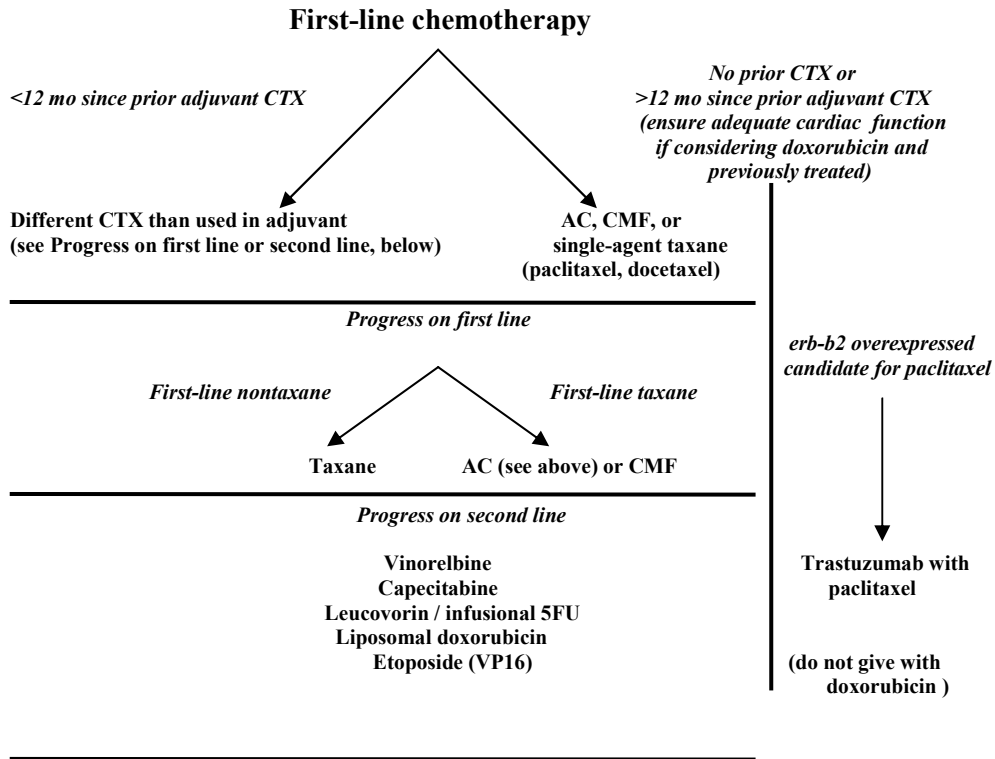 First-line chemotherapy
<12 mo since prior adjuvant CTX
No prior CTX or
>12 mo since prior adjuvant CTX
(ensure adequate cardiac function
if considering doxorubicin and
previously treated)
Different CTX than used in adjuvant
(see Progress on first line or second line, below)
AC, CMF, or
single-agent taxane
(paclitaxel, docetaxel)
Progress on first line
First-line nontaxane
First-line taxane
Taxane
AC (see above) or CMF
Progress on second line
Vinorelbine
Capecitabine
Leucovorin / infusional 5FU
Liposomal doxorubicin
Etoposide (VP16)
erb-b2 overexpressed
candidate for paclitaxel
Trastuzumab with
paclitaxel
(do not give with
doxorubicin )